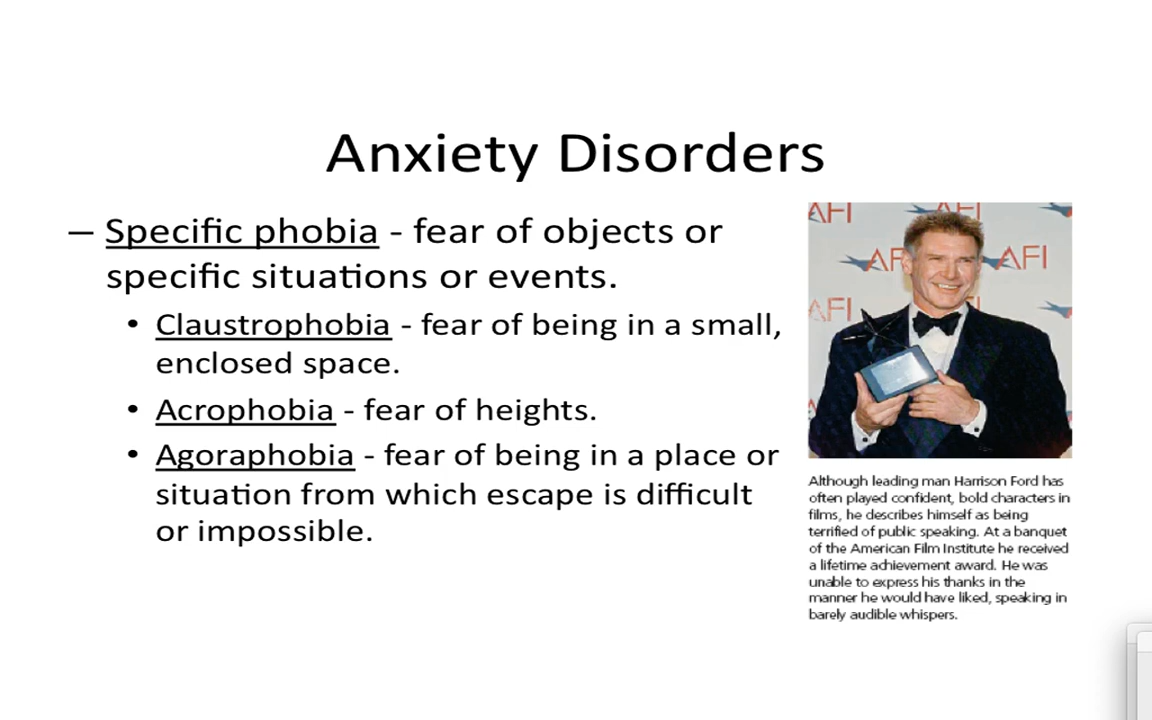 Anxiety Disorders
– Specific phobia - fear of objects or
specific situations or events.
• Claustrophobia - fear of being in a small,
enclosed space.
• Acrophobia - fear of heights.
• Agoraphobia - fear of being in a place or
situation from which escape is difficult
or impossible.
AFI
AF
AFI
AFI
Although leading man Harrison Ford has
often played confident, bold characters in
films, he describes himself as being
terrified of public speaking. At a banquet
of the American Film Institute he received
a lifetime achievement award. He was
unable to express his thanks in the
manner he would have liked, speaking in
barely audible whispers.